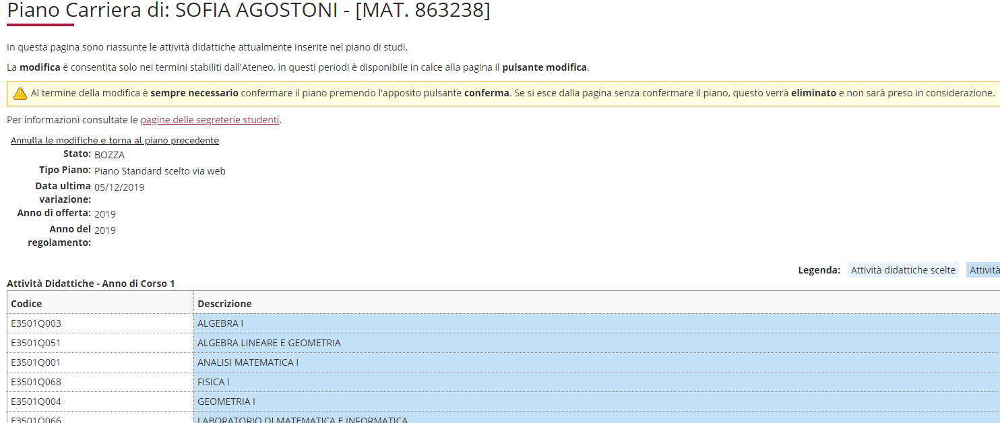 Piano Carriera di: SOFIA AGOSTONI - [MAT. 863238]
In questa pagina sono riassunte le attività didattiche attualmente inserite nel piano di studi.
La modifica è consentita solo nei termini stabiliti dall'Ateneo, in questi periodi è disponibile in calce alla pagina il pulsante modifica.
Al termine della modifica è sempre necessario confermare il piano premendo l'apposito pulsante conferma. Se si esce dalla pagina senza confermare il piano, questo verrà eliminato e non sarà preso in considerazione.
Per informazioni consultate le pagine delle segreterie studenti.
Annulla le modifiche e torna al piano precedente
Stato: BOZZA
Tipo Piano: Piano Standard scelto via web
Data ultima variazione: 05/12/2019
Anno di offerta: 2019
Anno del regolamento: 2019
Legenda: Attività didattiche scelte Attività
Attività Didattiche - Anno di Corso 1
Codice Descrizione
E3501Q003 ALGEBRA I
E3501Q051 ALGEBRA LINEARE E GEOMETRIA
E3501Q001 ANALISI MATEMATICA I
E3501Q068 FISICA I
E3501Q004 GEOMETRIA I
E3501Q066 LABORATORIO DI MATEMATICA E INFORMATICA